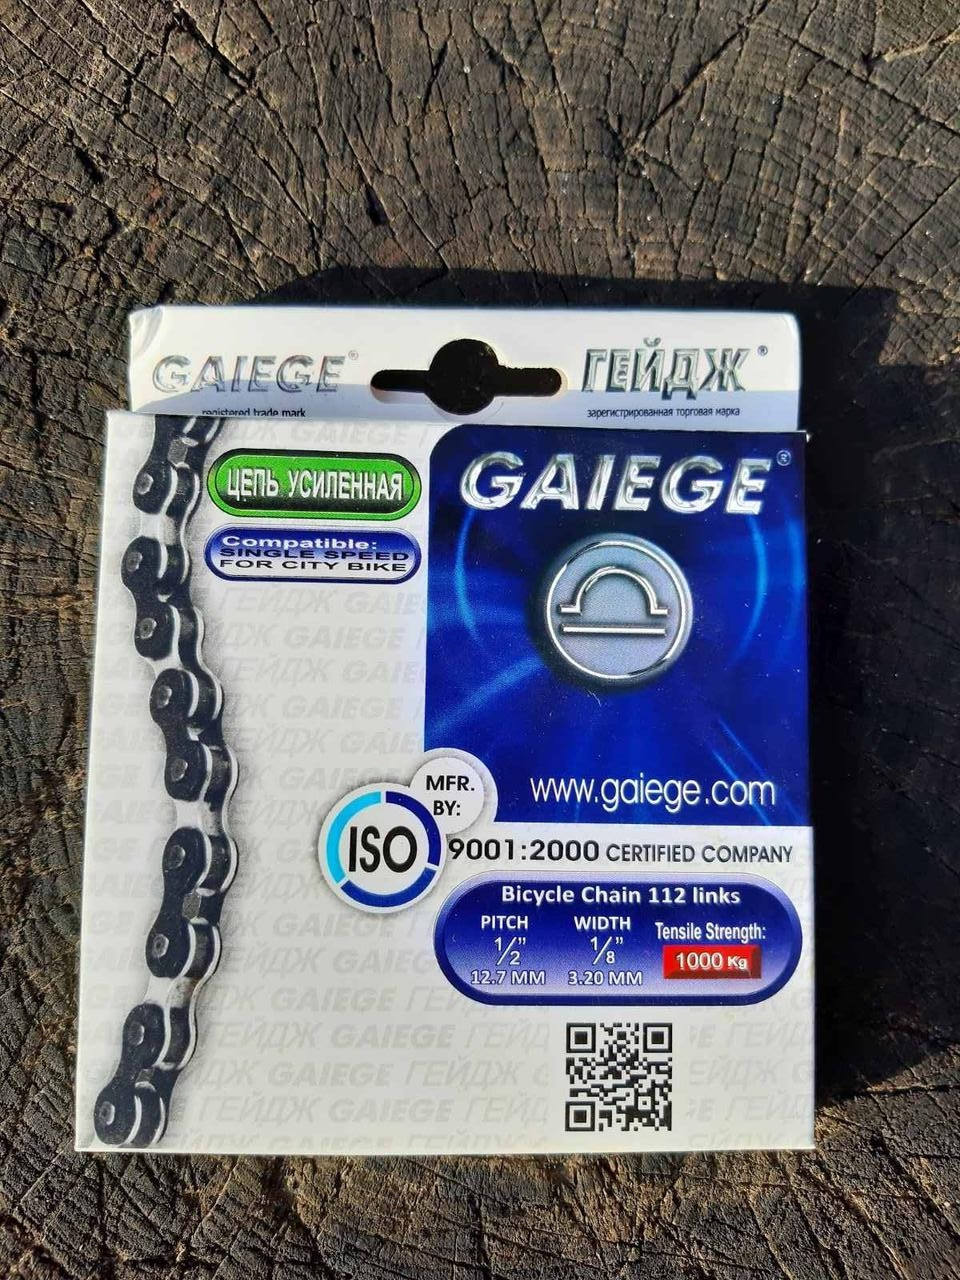 GAIEGE®
registered trade mark
ГЕЙДЖ®
зарегистрированная торговая марка
ЦЕПЬ УСИЛЕННАЯ
Compatible:
SINGLE SPEED
FOR CITY BIKE
GAIEGE®
www.gaiege.com
MFR.
BY:
ISO 9001:2000 CERTIFIED COMPANY
Bicycle Chain 112 links
PITCH
1/2"
12.7 MM
WIDTH
1/8"
3.20 MM
Tensile Strength:
1000 Kg